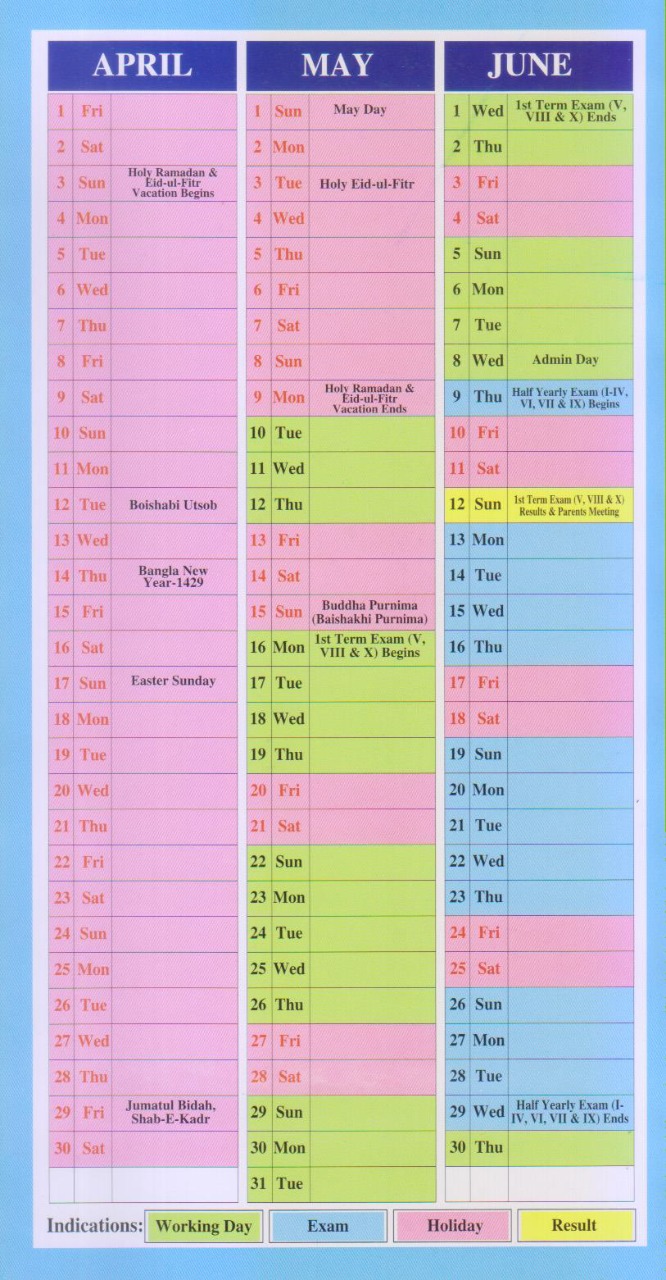 APRIL
1 Fri
2 Sat
3 Sun Holy Ramadan &
Eid-ul-Fitr
Vacation Begins
4 Mon
5 Tue
6 Wed
7 Thu
8 Fri
9 Sat
10 Sun
11 Mon
12 Tue Boishabi Utsob
13 Wed
14 Thu Bangla New
Year-1429
15 Fri
16 Sat
17 Sun Easter Sunday
18 Mon
19 Tue
20 Wed
21 Thu
22 Fri
23 Sat
24 Sun
25 Mon
26 Tue
27 Wed
28 Thu
29 Fri Jumatul Bidah,
Shab-E-Kadr
30 Sat
MAY
1 Sun May Day
2 Mon
3 Tue Holy Eid-ul-Fitr
4 Wed
5 Thu
6 Fri
7 Sat
8 Sun
9 Mon Holy Ramadan &
Eid-ul-Fitr
Vacation Ends
10 Tue
11 Wed
12 Thu
13 Fri
14 Sat
15 Sun Buddha Purnima
(Baishakhi Purnima)
16 Mon 1st Term Exam (V,
VIII & X) Begins
17 Tue
18 Wed
19 Thu
20 Fri
21 Sat
22 Sun
23 Mon
24 Tue
25 Wed
26 Thu
27 Fri
28 Sat
29 Sun
30 Mon
31 Tue
JUNE
1 Wed 1st Term Exam (V,
VIII & X) Ends
2 Thu
3 Fri
4 Sat
5 Sun
6 Mon
7 Tue
8 Wed Admin Day
9 Thu Half Yearly Exam (I-IV,
VI, VII & IX) Begins
10 Fri
11 Sat
12 Sun 1st Term Exam (V, VIII & X)
Results & Parents Meeting
13 Mon
14 Tue
15 Wed
16 Thu
17 Fri
18 Sat
19 Sun
20 Mon
21 Tue
22 Wed
23 Thu
24 Fri
25 Sat
26 Sun
27 Mon
28 Tue
29 Wed Half Yearly Exam (I-
IV, VI, VII & IX) Ends
30 Thu
Indications: Working Day Exam Holiday Result